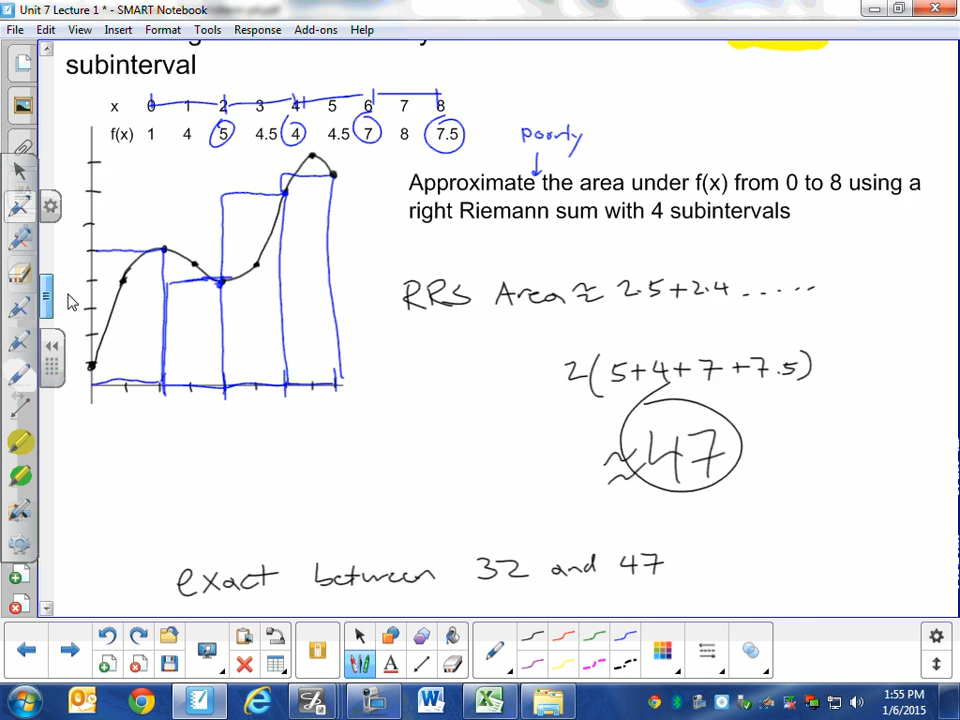 Unit 7 Lecture 1 * - SMART Notebook
File Edit View Insert Format Tools Response Add-ons Help
subinterval
x 0 1 2 3 4 5 6 7 8
f(x) 1 4 5 4.5 4 4.5 7 8 7.5
poorly
Approximate the area under f(x) from 0 to 8 using a
right Riemann sum with 4 subintervals
RRS Area ≈ 2·5+2·4 ......
2(5+4+7+7.5)
≈47
exact between 32 and 47
A
W
1:55 PM
1/6/2015